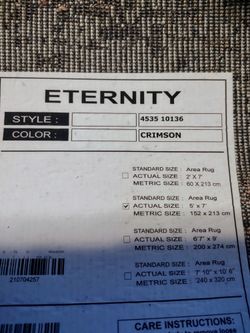 ETERNITY
STYLE : 4535 10136
COLOR : CRIMSON
STANDARD SIZE : Area Rug
ACTUAL SIZE : 2' X 7'
METRIC SIZE : 60 X 213 cm
STANDARD SIZE : Area Rug
ACTUAL SIZE : 5' x 7'
METRIC SIZE : 152 x 213 cm
STANDARD SIZE : Area Rug
ACTUAL SIZE : 6'7" x 9'
METRIC SIZE : 200 x 274 cm
STANDARD SIZE : Area Rug
ACTUAL SIZE : 7' 10" x 10' 6"
METRIC SIZE : 240 x 320 cm
210704257
CARE INSTRUCTIONS: